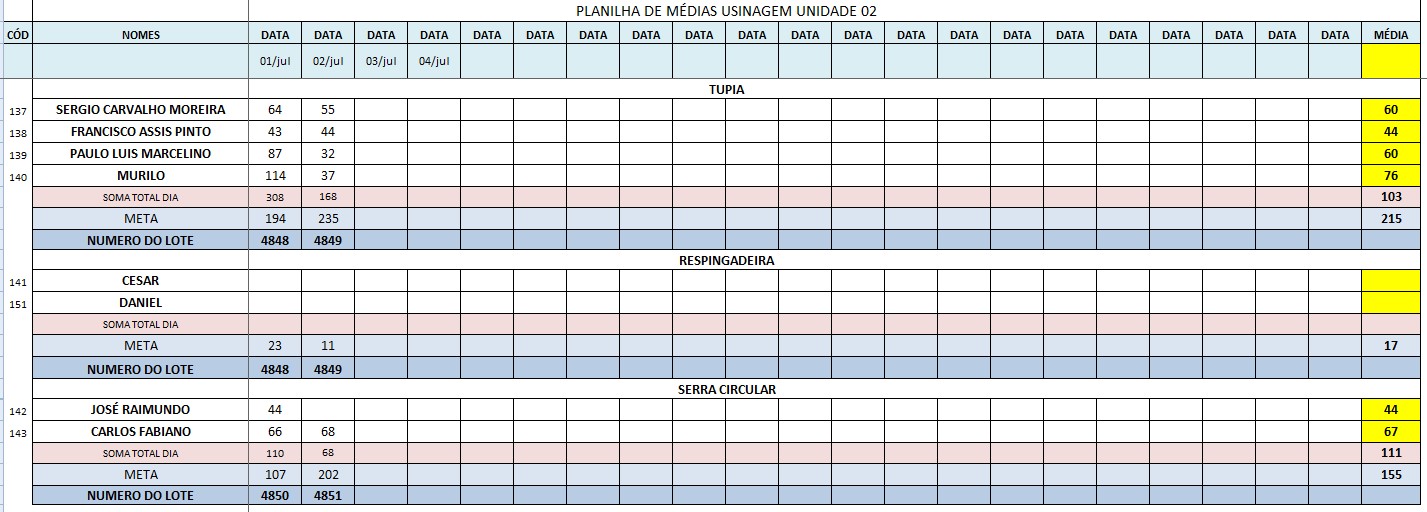 PLANILHA DE MÉDIAS USINAGEM UNIDADE 02
CÓD NOMES DATA DATA DATA DATA DATA DATA DATA DATA DATA DATA DATA DATA DATA DATA DATA DATA DATA DATA DATA DATA DATA MÉDIA
01/jul 02/jul 03/jul 04/jul
TUPIA
137 SERGIO CARVALHO MOREIRA 64 55 60
138 FRANCISCO ASSIS PINTO 43 44 44
139 PAULO LUIS MARCELINO 87 32 60
140 MURILO 114 37 76
SOMA TOTAL DIA 308 168 103
META 194 235 215
NUMERO DO LOTE 4848 4849
RESPINGADEIRA
141 CESAR
151 DANIEL
SOMA TOTAL DIA
META 23 11 17
NUMERO DO LOTE 4848 4849
SERRA CIRCULAR
142 JOSÉ RAIMUNDO 44 44
143 CARLOS FABIANO 66 68 67
SOMA TOTAL DIA 110 68 111
META 107 202 155
NUMERO DO LOTE 4850 4851